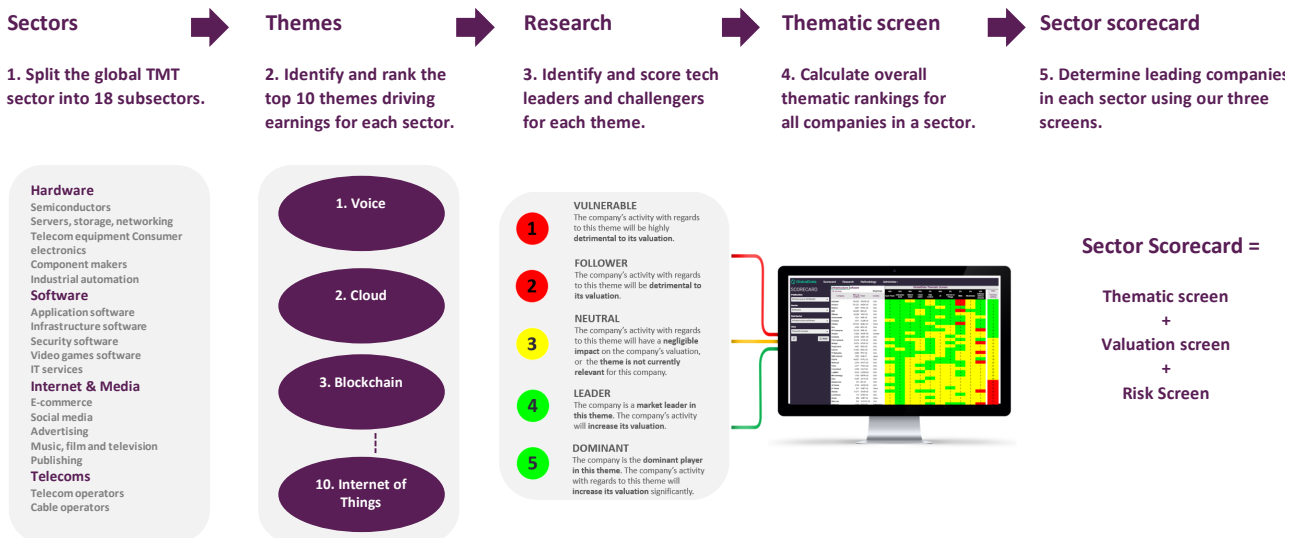 Sectors
Themes
Research
Thematic screen
Sector scorecard
1. Split the global TMT
sector into 18 subsectors.
2. Identify and rank the
top 10 themes driving
earnings for each sector.
3. Identify and score tech
leaders and challengers
for each theme.
4. Calculate overall
thematic rankings for
all companies in a sector.
5. Determine leading companies
in each sector using our three
screens.
Hardware
Semiconductors
Servers, storage, networking
Telecom equipment Consumer
electronics
Component makers
Industrial automation
Software
Application software
Infrastructure software
Security software
Video games software
IT services
Internet & Media
E-commerce
Social media
Advertising
Music, film and television
Publishing
Telecoms
Telecom operators
Cable operators
1. Voice
2. Cloud
3. Blockchain
10. Internet of
Things
1
VULNERABLE
The company's activity with regards
to this theme will be highly
detrimental to its valuation.
2
FOLLOWER
The company's activity with regards
to this theme will be detrimental to
its valuation.
3
NEUTRAL
The company's activity with regards
to this theme will have a negligible
impact on the company's valuation,
or the theme is not currently
relevant for this company.
4
LEADER
The company is a market leader in
this theme. The company's activity
will increase its valuation.
5
DOMINANT
The company is the dominant player
in this theme. The company's activity
with regards to this theme will
increase its valuation significantly.
SCORECARD
Sector Scorecard =
Thematic screen
+
Valuation screen
+
Risk Screen